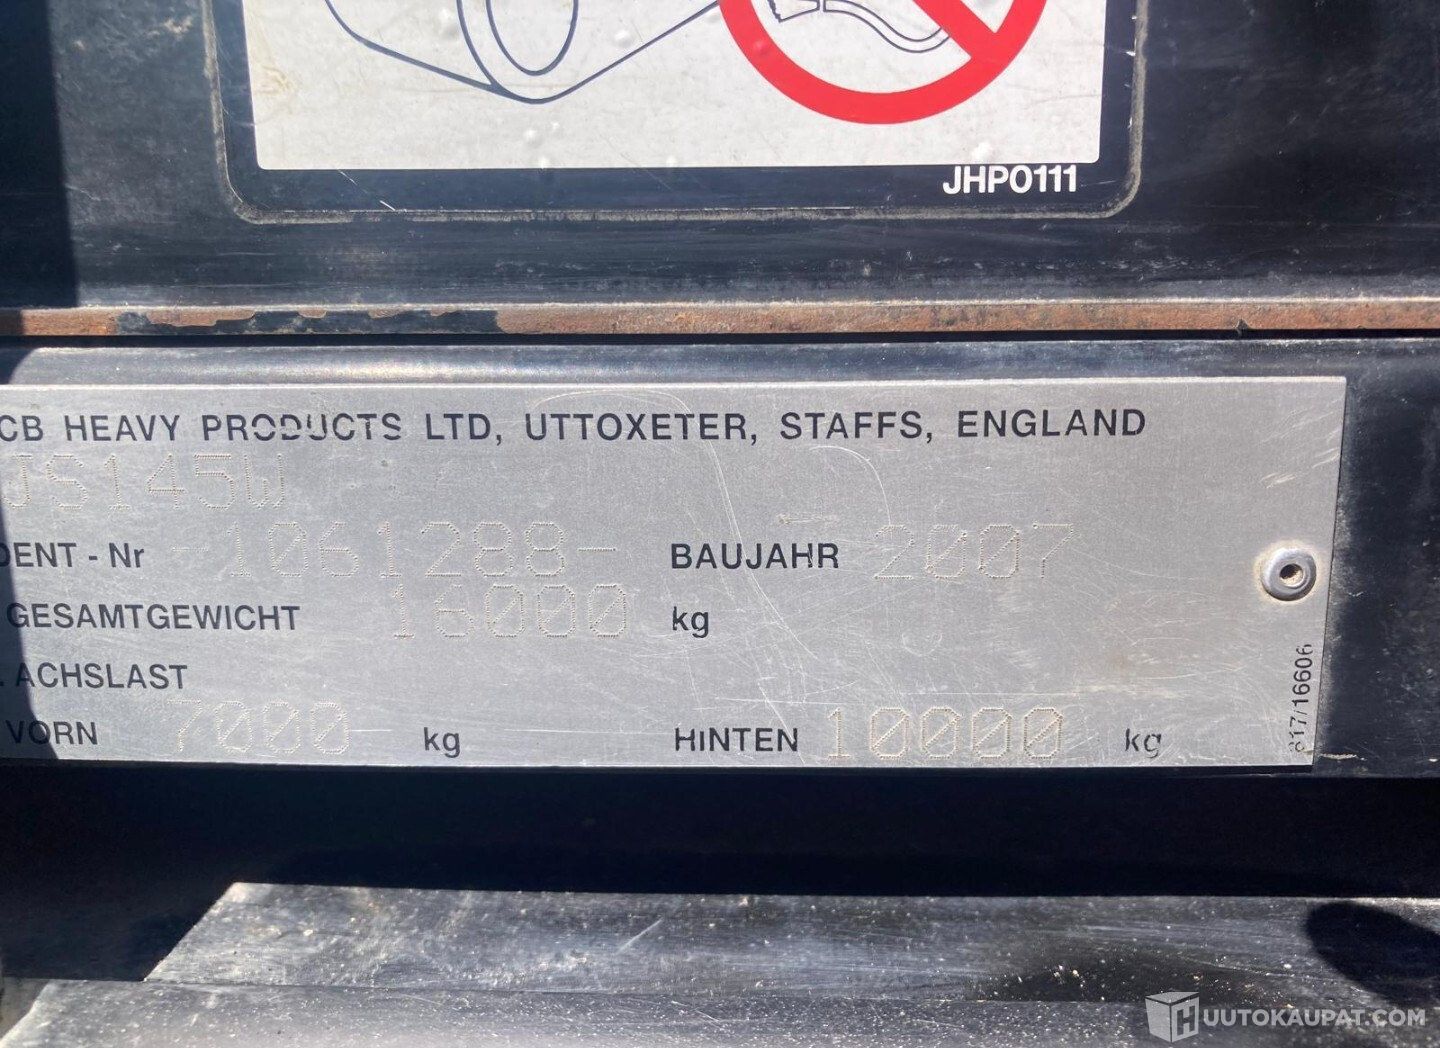 JHP0111
CB HEAVY PRODUCTS LTD, UTTOXETER, STAFFS, ENGLAND
JS145W
DENT - Nr -1061288- BAUJAHR 2007
GESAMTGEWICHT 16000 kg
. ACHSLAST
VORN 7000 kg HINTEN 10000 kg
817/16606
HUUTOKAUPAT.COM